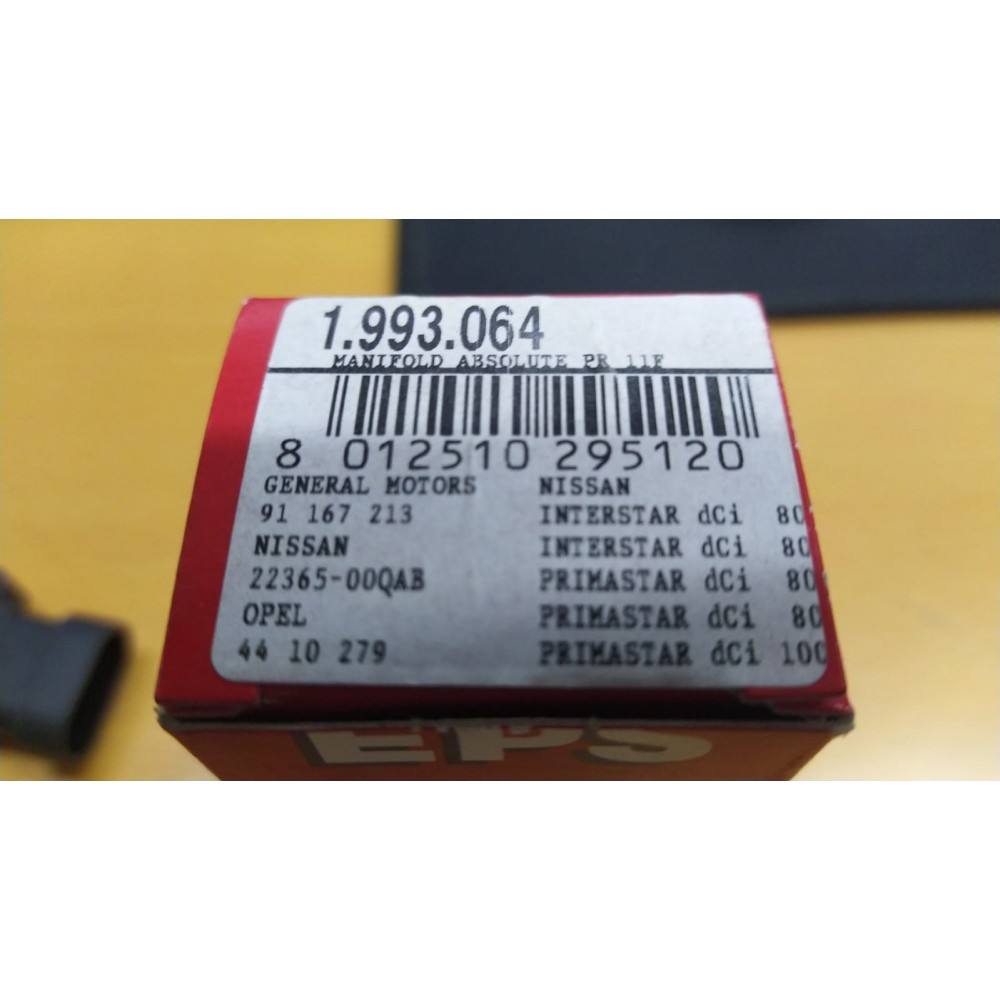 1.993.064
MANIFOLD ABSOLUTE PR 11F
8 012510 295120
GENERAL MOTORS
91 167 213
NISSAN
22365-00QAB
OPEL
44 10 279
NISSAN
INTERSTAR dCi 80
INTERSTAR dCi 80
PRIMASTAR dCi 80
PRIMASTAR dCi 80
PRIMASTAR dCi 100
EPS